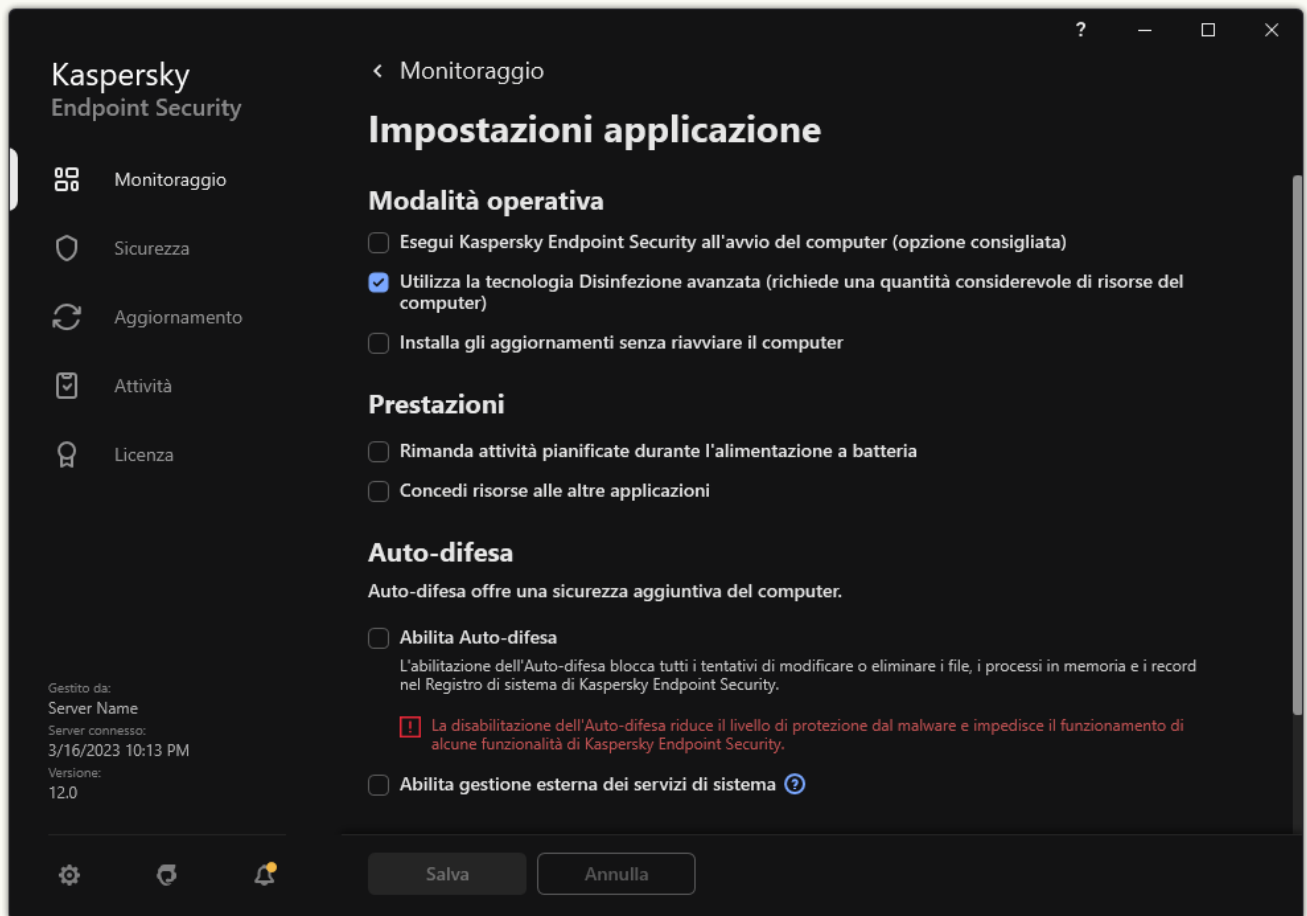 Kaspersky
Endpoint Security
Monitoraggio
Sicurezza
Aggiornamento
Attività
Licenza
Gestito da:
Server Name
Server connesso:
3/16/2023 10:13 PM
Versione:
12.0
?
Monitoraggio
Impostazioni applicazione
Modalità operativa
Esegui Kaspersky Endpoint Security all'avvio del computer (opzione consigliata)
Utilizza la tecnologia Disinfezione avanzata (richiede una quantità considerevole di risorse del
computer)
Installa gli aggiornamenti senza riavviare il computer
Prestazioni
Rimanda attività pianificate durante l'alimentazione a batteria
Concedi risorse alle altre applicazioni
Auto-difesa
Auto-difesa offre una sicurezza aggiuntiva del computer.
Abilita Auto-difesa
L'abilitazione dell'Auto-difesa blocca tutti i tentativi di modificare o eliminare i file, i processi in memoria e i record
nel Registro di sistema di Kaspersky Endpoint Security.
La disabilitazione dell'Auto-difesa riduce il livello di protezione dal malware e impedisce il funzionamento di
alcune funzionalità di Kaspersky Endpoint Security.
Abilita gestione esterna dei servizi di sistema ?
Salva
Annulla